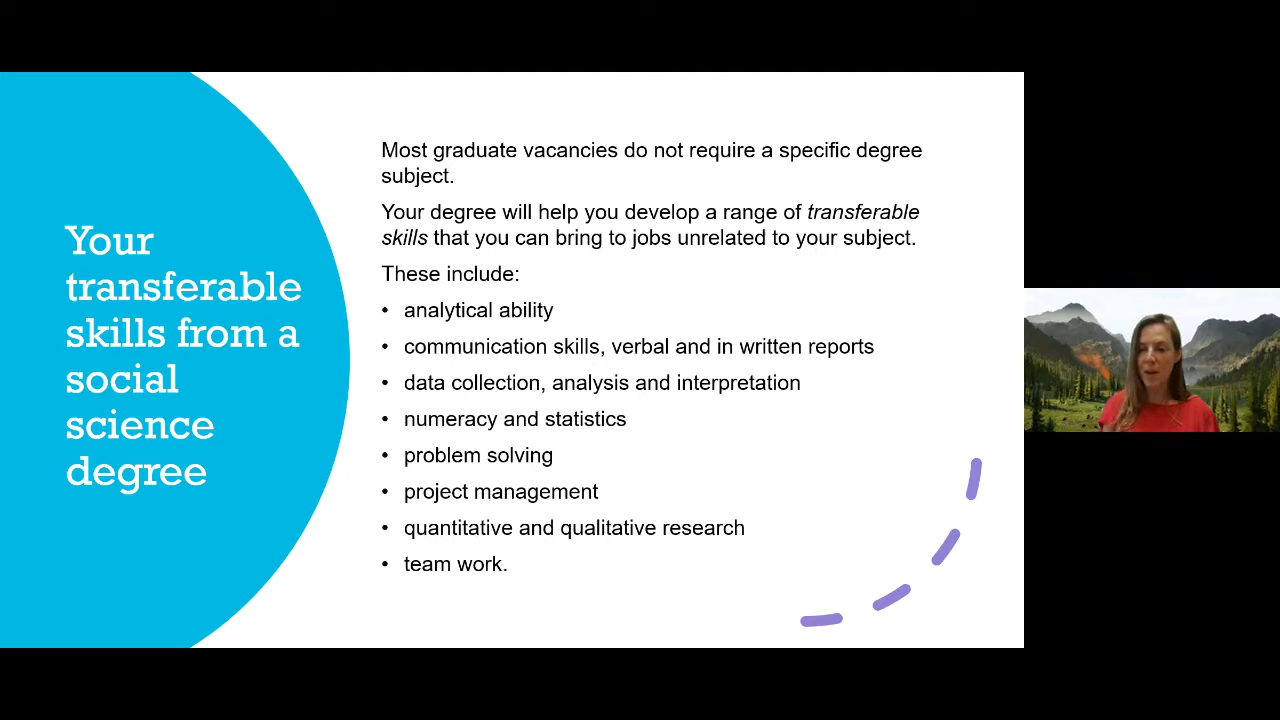 Your
transferable
skills from a
social
science
degree
Most graduate vacancies do not require a specific degree
subject.
Your degree will help you develop a range of transferable
skills that you can bring to jobs unrelated to your subject.
These include:
• analytical ability
• communication skills, verbal and in written reports
• data collection, analysis and interpretation
• numeracy and statistics
• problem solving
• project management
• quantitative and qualitative research
• team work.